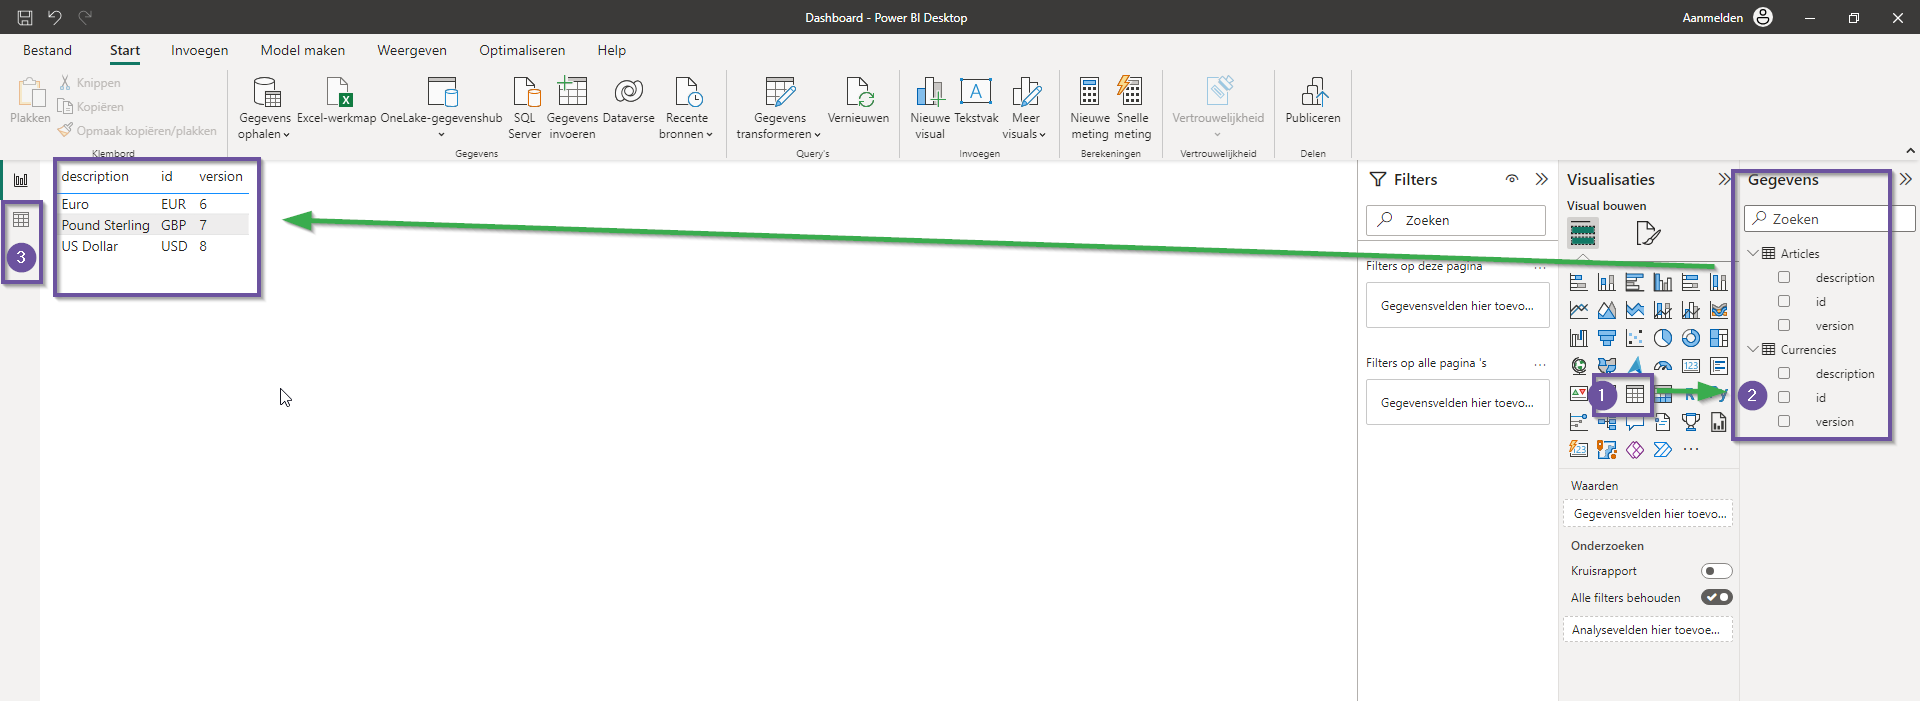 Dashboard - Power BI Desktop
Aanmelden
Bestand
Start
Invoegen
Model maken
Weergeven
Optimaliseren
Help
Plakken
Knippen
Kopiëren
Opmaak kopiëren/plakken
Klembord
Gegevens
ophalen
Excel-werkmap
OneLake-gegevenshub
SQL
Server
Gegevens
invoeren
Dataverse
Recente
bronnen
Gegevens
Gegevens
transformeren
Vernieuwen
Query's
Nieuwe
visual
Tekstvak
Meer
visuals
Invoegen
Nieuwe
meting
Snelle
meting
Berekeningen
Vertrouwelijkheid
Vertrouwelijkheid
Publiceren
Delen
3
description id version
Euro EUR 6
Pound Sterling GBP 7
US Dollar USD 8
Filters
Zoeken
Filters op deze pagina ...
Gegevensvelden hier toevo...
Filters op alle pagina 's ...
Gegevensvelden hier toevo...
Visualisaties
Visual bouwen
123
1
R
Py
123
...
Waarden
Gegevensvelden hier toevo...
Onderzoeken
Kruisrapport
Alle filters behouden
Analysevelden hier toevoe...
Gegevens
Zoeken
Articles
description
id
version
Currencies
description
2
id
version